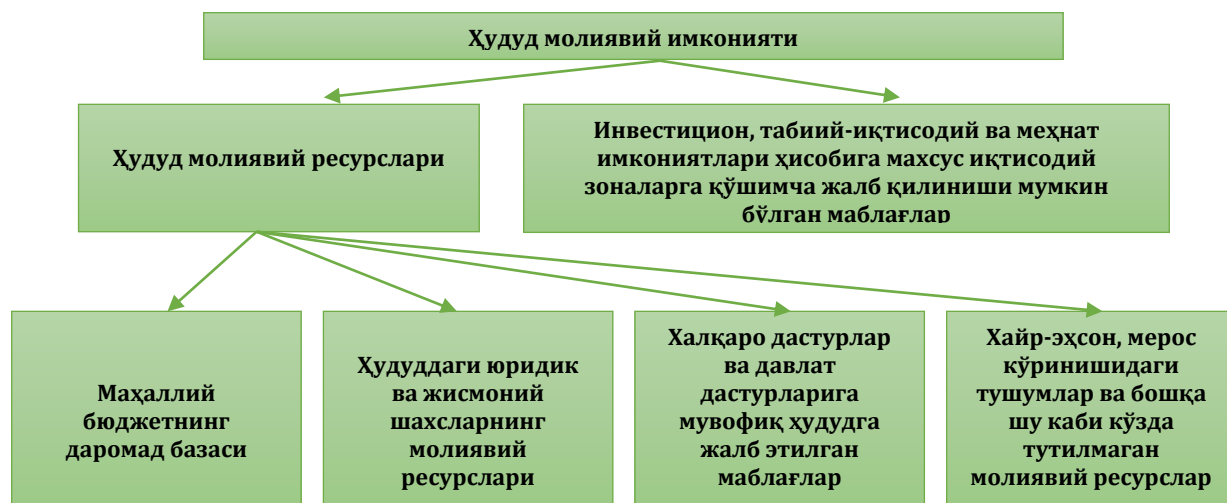 Ҳудуд молиявий имконияти
Ҳудуд молиявий ресурслари
Инвестицион, табиий-иқтисодий ва меҳнат
имкониятлари ҳисобига махсус иқтисодий
зоналарга қўшимча жалб қилиниши мумкин
бўлган маблағлар
Маҳаллий
бюджетнинг
даромад базаси
Ҳудуддаги юридик
ва жисмоний
шахсларнинг
молиявий
ресурслари
Халқаро дастурлар
ва давлат
дастурларига
мувофиқ ҳудудга
жалб этилган
маблағлар
Хайр-эҳсон, мерос
кўринишидаги
тушумлар ва бошқа
шу каби кўзда
тутилмаган
молиявий ресурслар